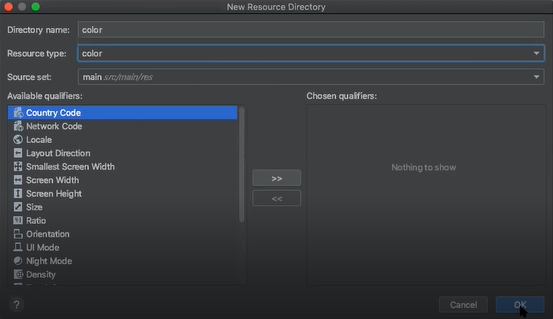 New Resource Directory
Directory name: color
Resource type: color
Source set: main src/main/res
Available qualifiers: Chosen qualifiers:
Country Code
Network Code
Locale
Layout Direction
Smallest Screen Width
Screen Width
Screen Height
Size
Ratio
Orientation
UI Mode
Night Mode
Density
>>
<<
Nothing to show
? Cancel OK